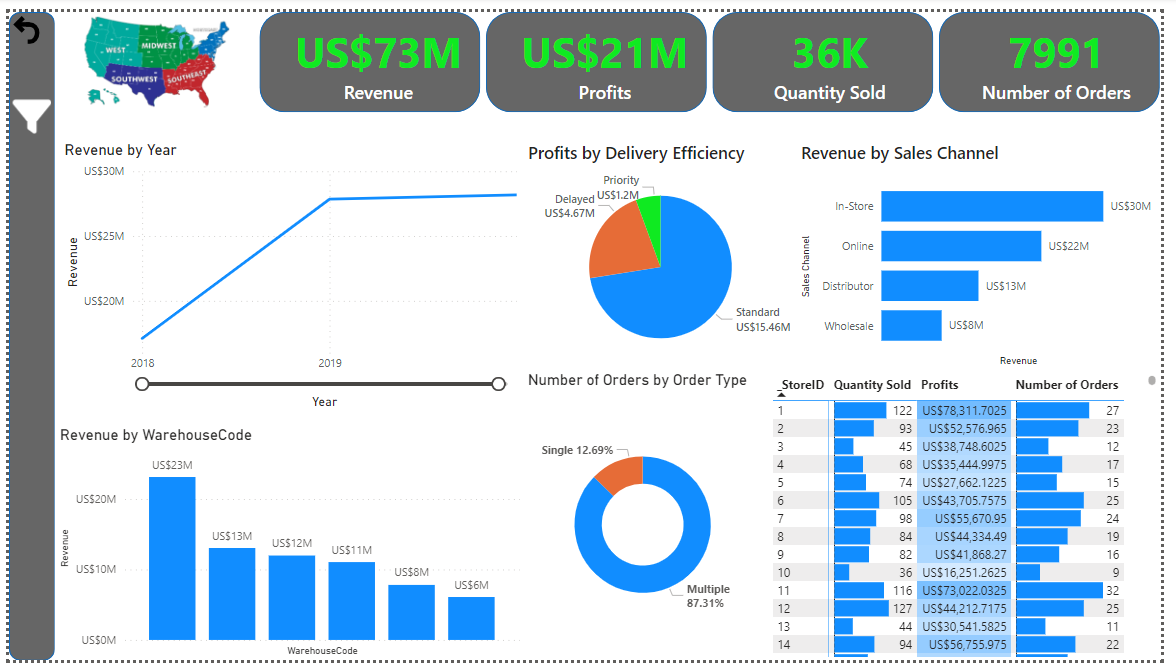 WEST
MIDWEST
SOUTHWEST
SOUTHEAST
US$73M
Revenue
US$21M
Profits
36K
Quantity Sold
7991
Number of Orders
Revenue by Year
US$30M
US$25M
US$20M
Revenue
2018
2019
Year
Profits by Delivery Efficiency
Priority
US$1.2M
Delayed
US$4.67M
Standard
US$15.46M
Revenue by Sales Channel
Sales Channel
In-Store US$30M
Online US$22M
Distributor US$13M
Wholesale US$8M
Revenue
Revenue by WarehouseCode
Revenue
US$20M
US$10M
US$0M
US$23M
US$13M
US$12M
US$11M
US$8M
US$6M
WarehouseCode
Number of Orders by Order Type
Single 12.69%
Multiple
87.31%
_StoreID Quantity Sold Profits Number of Orders
1 122 US$78,311.7025 27
2 93 US$52,576.965 23
3 45 US$38,748.6025 12
4 68 US$35,444.9975 17
5 74 US$27,662.1225 15
6 105 US$43,705.7575 25
7 98 US$55,670.95 24
8 84 US$44,334.49 19
9 82 US$41,868.27 16
10 36 US$16,251.2625 9
11 116 US$73,022.0325 32
12 127 US$44,212.7175 25
13 44 US$30,541.5825 11
14 94 US$56,755.975 22